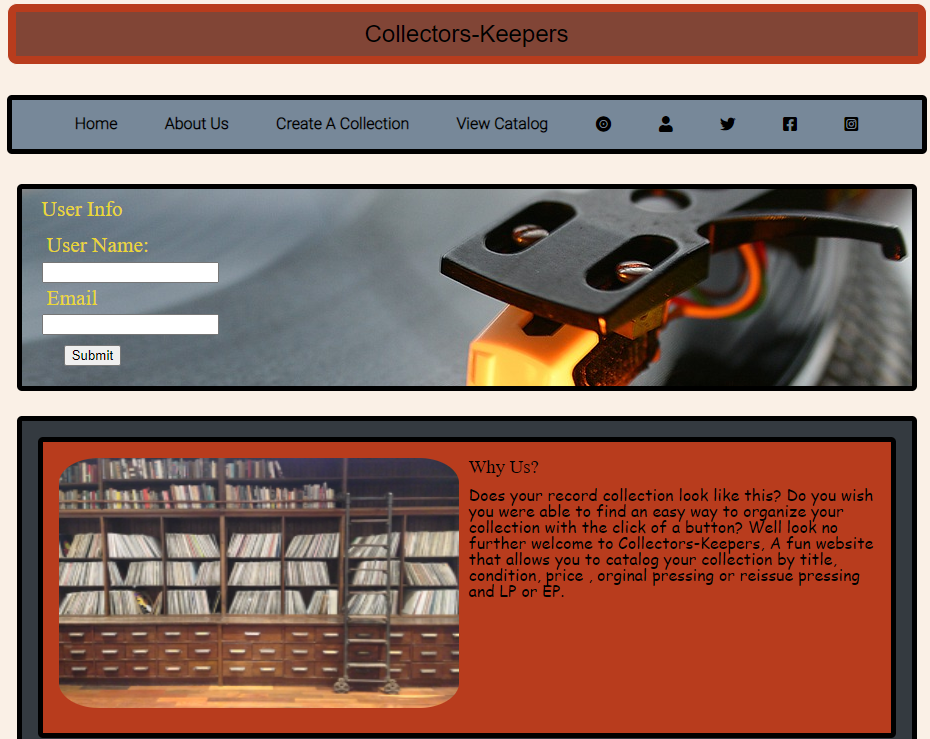 Collectors-Keepers
Home About Us Create A Collection View Catalog
User Info
User Name:
Email
Submit
Why Us?
Does your record collection look like this? Do you wish
you were able to find an easy way to organize your
collection with the click of a button? Well look no
further welcome to Collectors-Keepers, A fun website
that allows you to catalog your collection by title,
condition, price , orginal pressing or reissue pressing
and LP or EP.